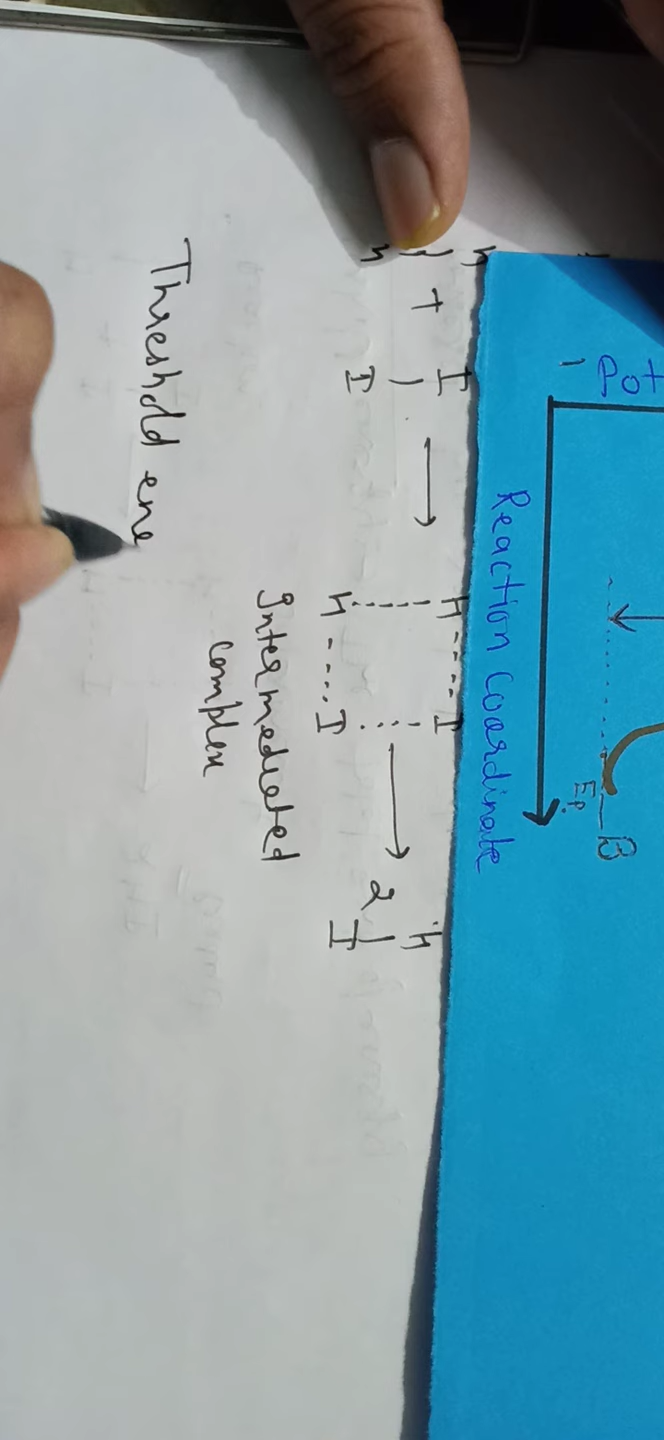 Pot
B
Ep
Reaction Coordinate
H I H ---- I H
| + | → 2 |
H I H ---- I I
Intermediated
complex
Threshold ene